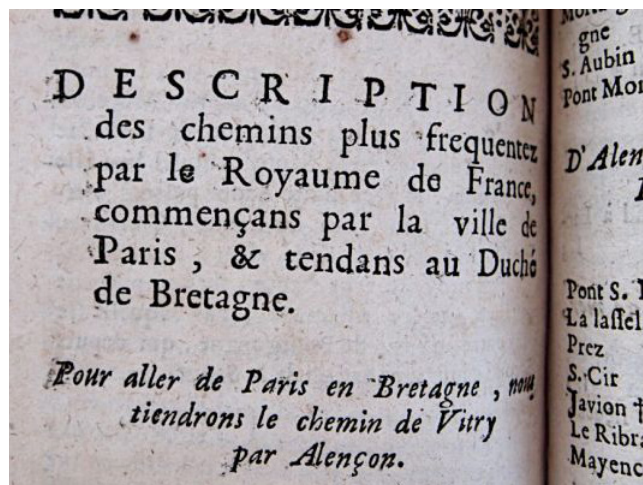 DESCRIPTION
des chemins plus frequentez
par le Royaume de France,
commençans par la ville de
Paris, & tendans au Duché
de Bretagne.
Pour aller de Paris en Bretagne, nous
tiendrons le chemin de Vitry
par Alençon.
gne
S. Aubin
Pont Mor
D'Alen
Pont S.
La lassel
Prez
S. Cir
Javion †
Le Ribra
Mayenc